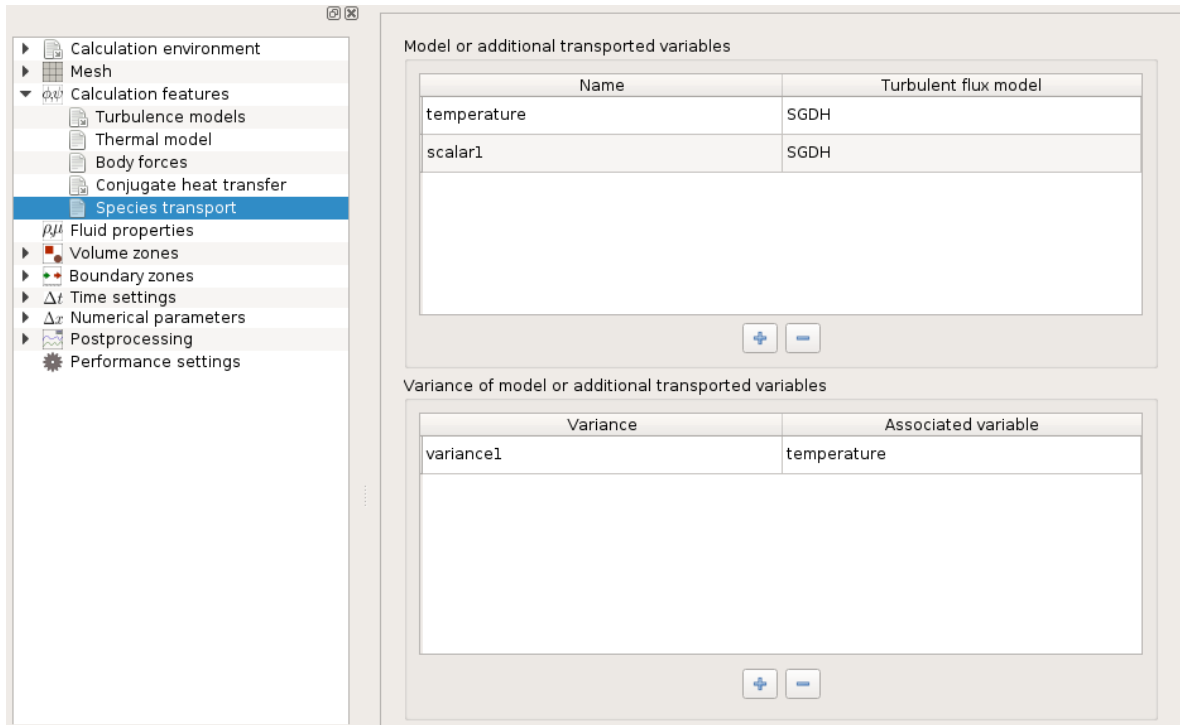 Calculation environment
Mesh
φ,ψ Calculation features
Turbulence models
Thermal model
Body forces
Conjugate heat transfer
Species transport
ρ,μ Fluid properties
Volume zones
Boundary zones
Δt Time settings
Δx Numerical parameters
Postprocessing
Performance settings
Model or additional transported variables
Name Turbulent flux model
temperature SGDH
scalar1 SGDH
Variance of model or additional transported variables
Variance Associated variable
variance1 temperature